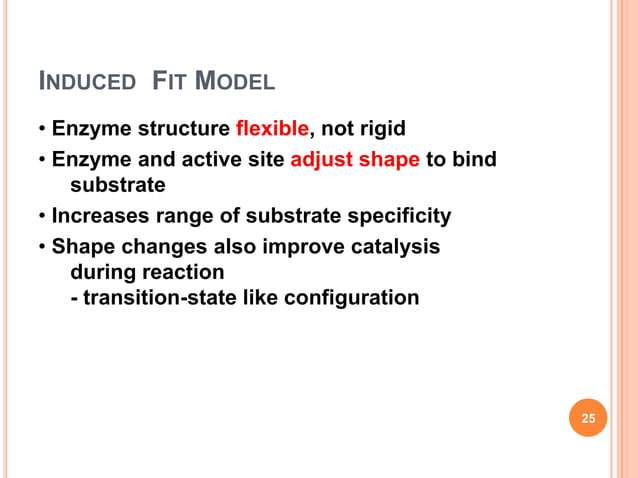 INDUCED FIT MODEL
• Enzyme structure flexible, not rigid
• Enzyme and active site adjust shape to bind
substrate
• Increases range of substrate specificity
• Shape changes also improve catalysis
during reaction
- transition-state like configuration
25